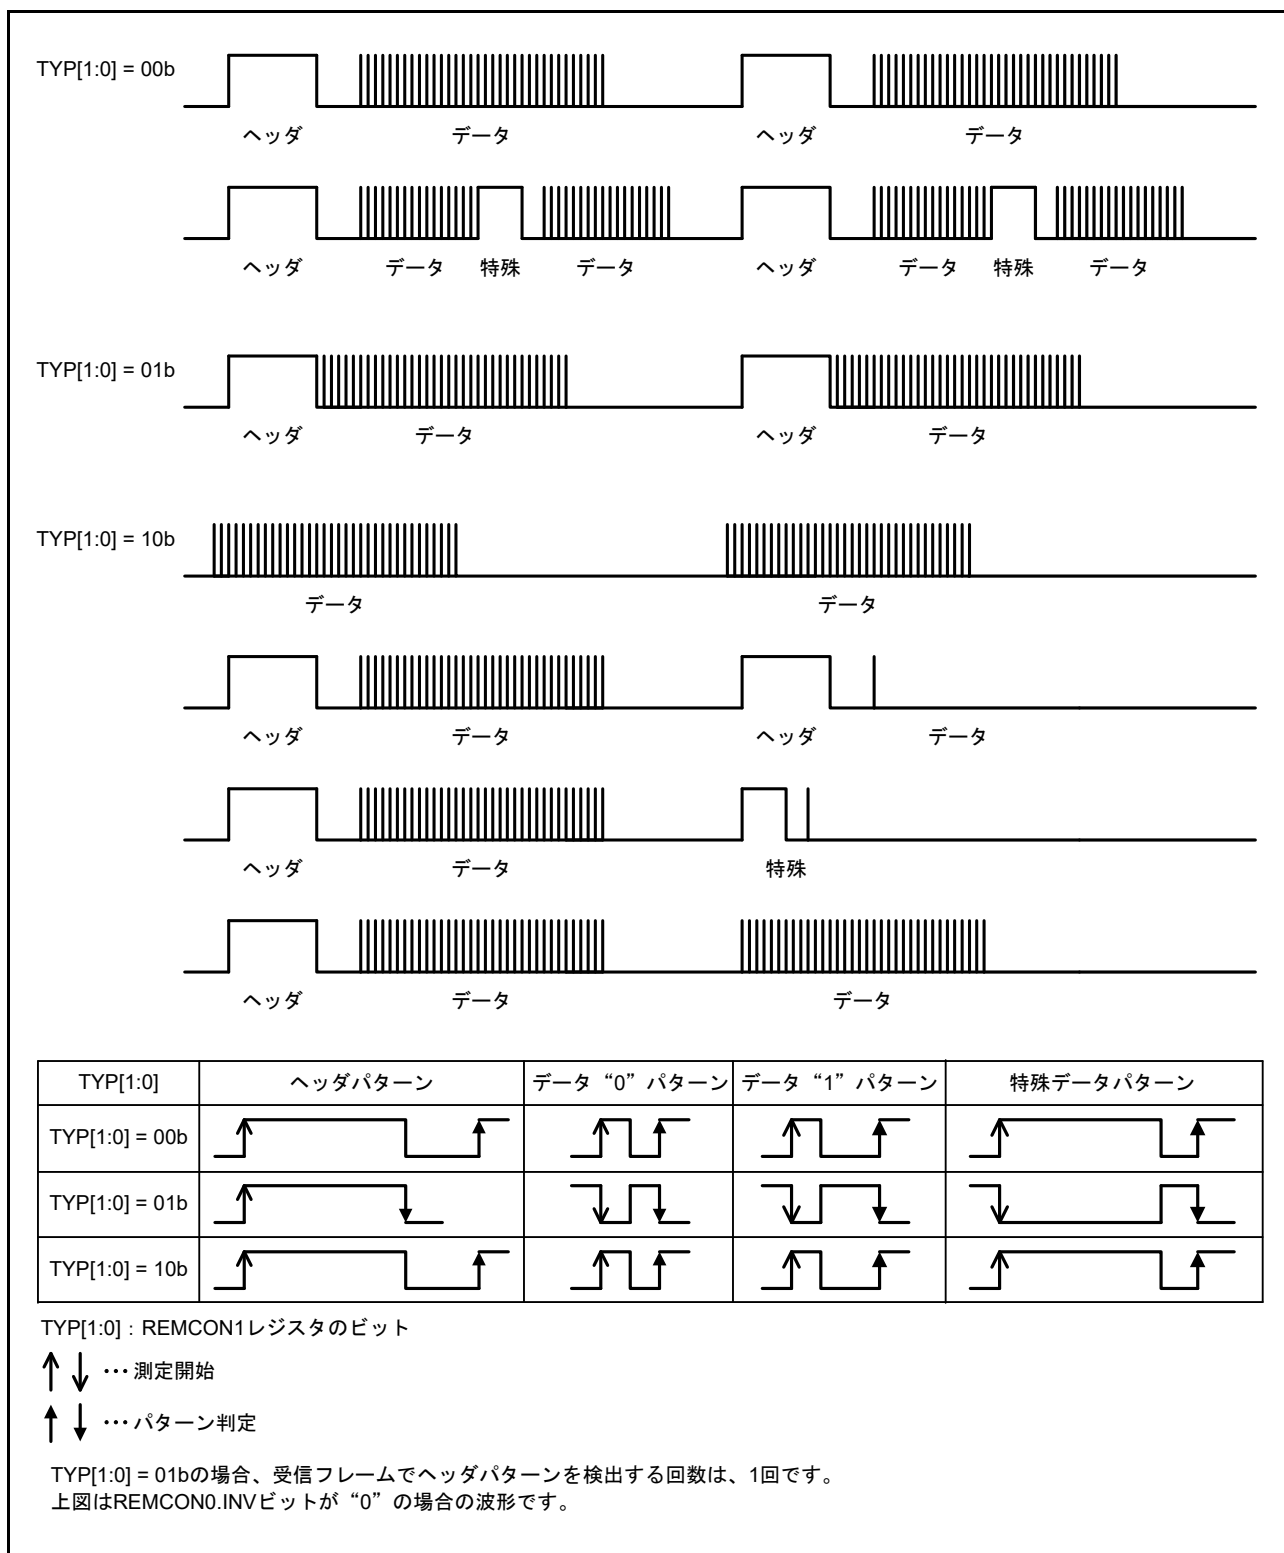 TYP[1:0] = 00b
ヘッダ データ ヘッダ データ
ヘッダ データ 特殊 データ ヘッダ データ 特殊 データ
TYP[1:0] = 01b
ヘッダ データ ヘッダ データ
TYP[1:0] = 10b
データ データ
ヘッダ データ ヘッダ データ
ヘッダ データ 特殊
ヘッダ データ データ
TYP[1:0] ヘッダパターン データ“0”パターン データ“1”パターン 特殊データパターン
TYP[1:0] = 00b
TYP[1:0] = 01b
TYP[1:0] = 10b
TYP[1:0]：REMCON1レジスタのビット
…測定開始
…パターン判定
TYP[1:0] = 01bの場合、受信フレームでヘッダパターンを検出する回数は、1回です。
上図はREMCON0.INVビットが“0”の場合の波形です。